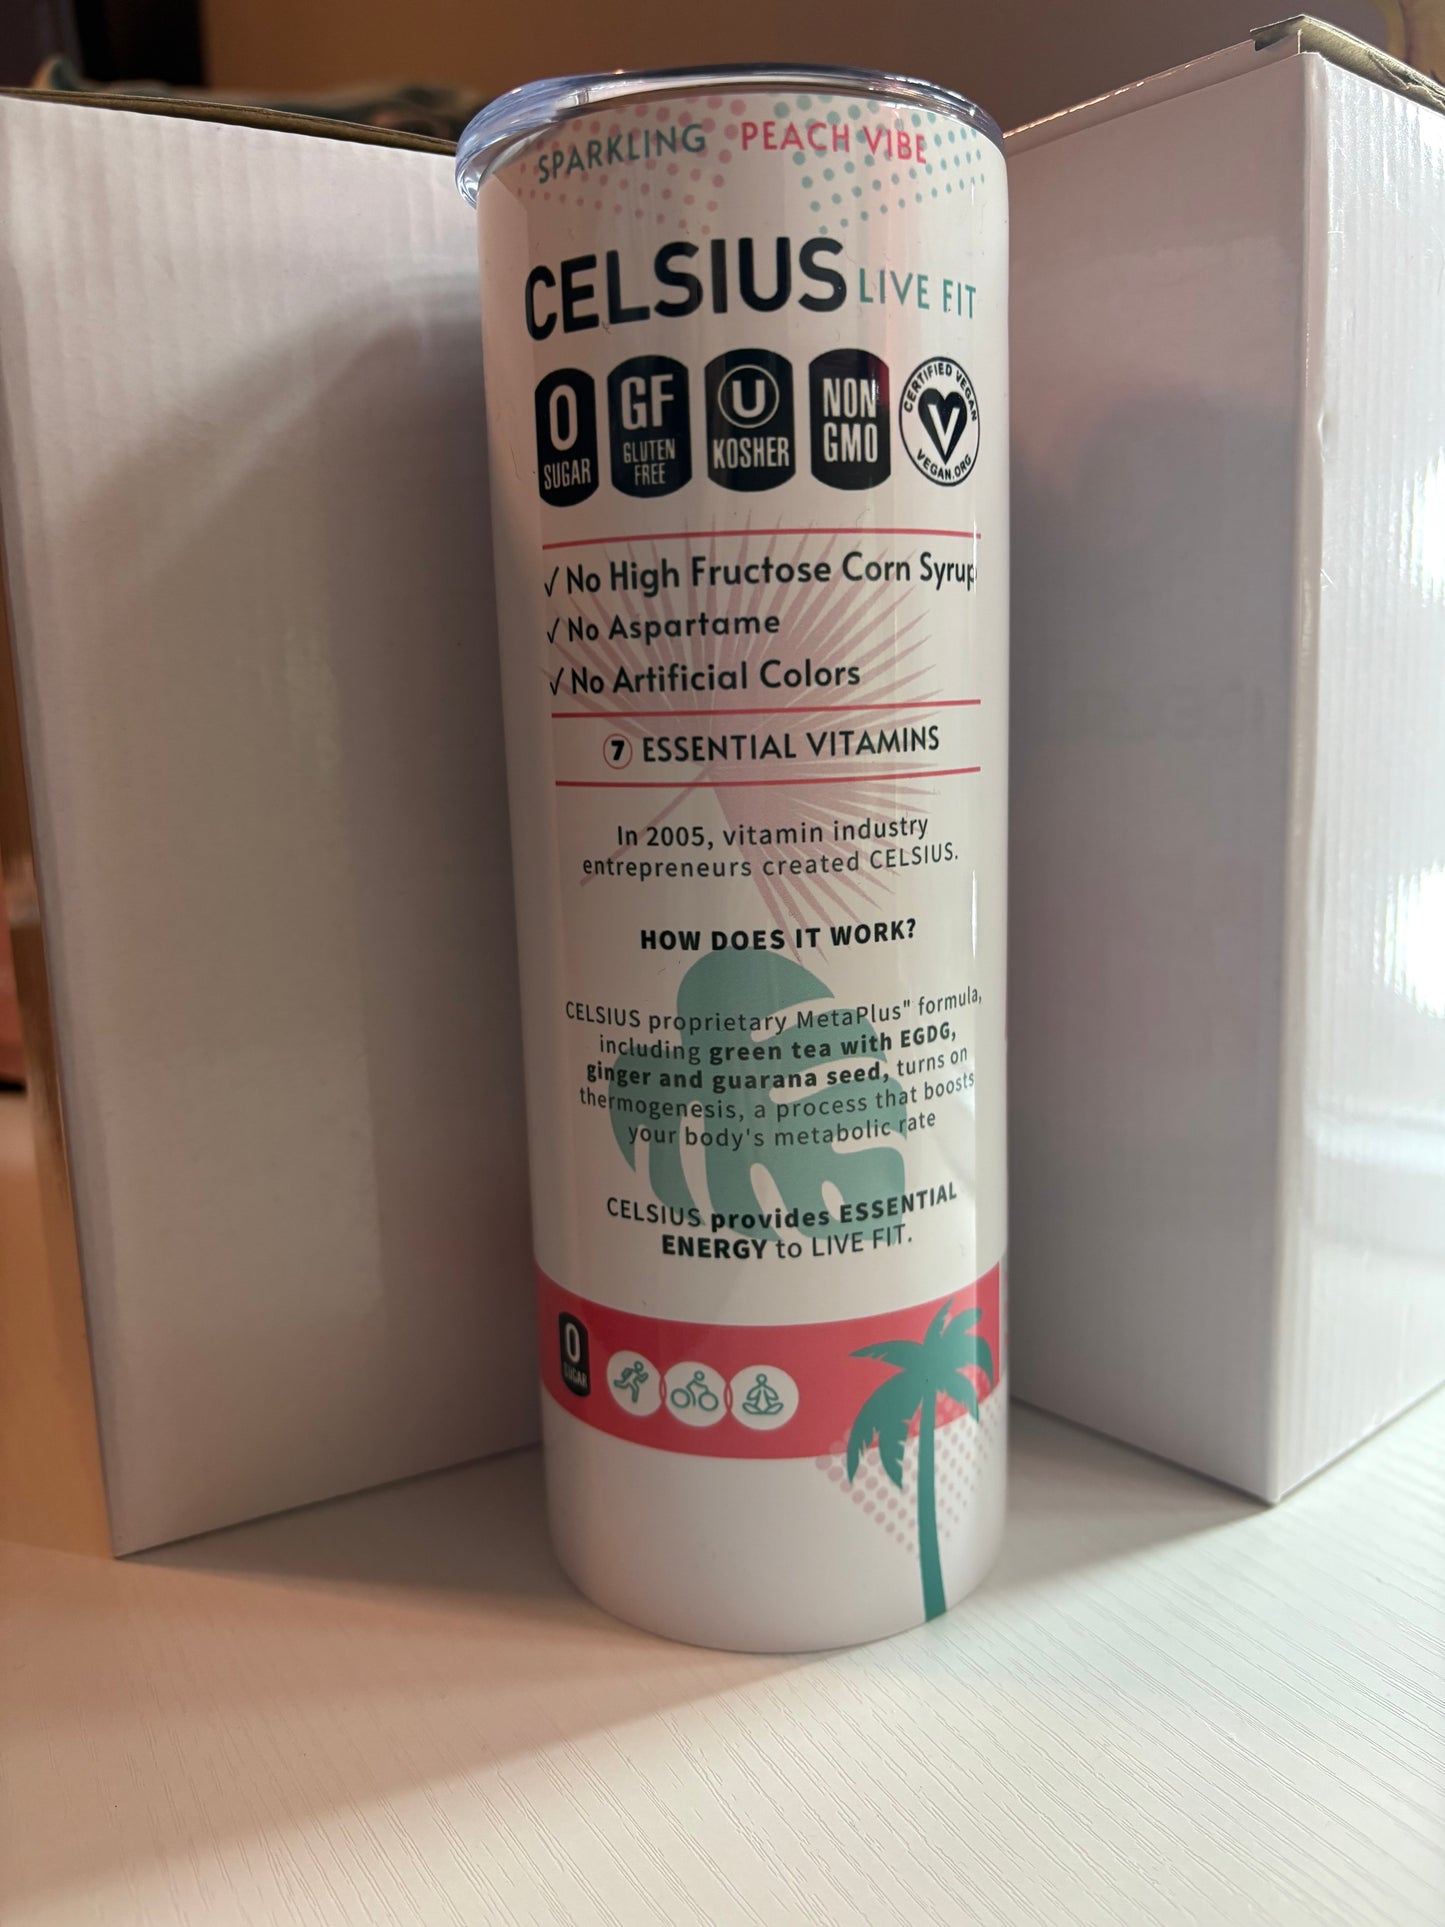 SPARKLING PEACH VIBE
CELSIUS LIVE FIT
0 SUGAR
GF GLUTEN FREE
U KOSHER
NON GMO
CERTIFIED VEGAN V VEGAN.ORG
✓ No High Fructose Corn Syrup
✓ No Aspartame
✓ No Artificial Colors
7 ESSENTIAL VITAMINS
In 2005, vitamin industry
entrepreneurs created CELSIUS.
HOW DOES IT WORK?
CELSIUS proprietary MetaPlus" formula,
including green tea with EGDG,
ginger and guarana seed, turns on
thermogenesis, a process that boosts
your body's metabolic rate
CELSIUS provides ESSENTIAL
ENERGY to LIVE FIT.
0
SUGAR